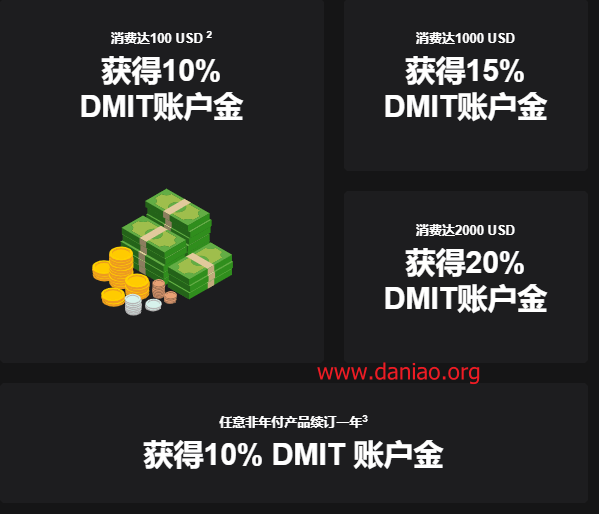 消费达100 USD 2
获得10%
DMIT账户金
消费达1000 USD
获得15%
DMIT账户金
消费达2000 USD
获得20%
DMIT账户金
www.daniao.org
任意非年付产品续订一年3
获得10% DMIT 账户金